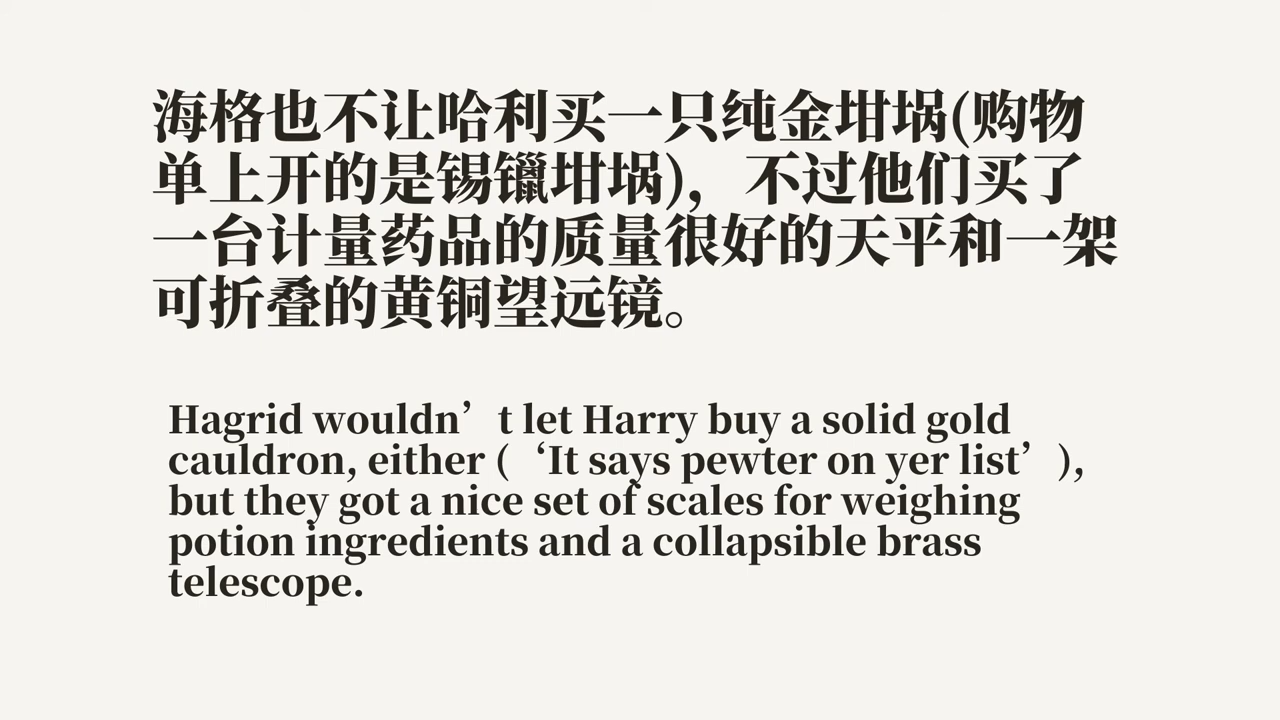 海格也不让哈利买一只纯金坩埚(购物
单上开的是锡镴坩埚)，不过他们买了
一台计量药品的质量很好的天平和一架
可折叠的黄铜望远镜。
Hagrid wouldn’t let Harry buy a solid gold
cauldron, either (‘It says pewter on yer list’),
but they got a nice set of scales for weighing
potion ingredients and a collapsible brass
telescope.